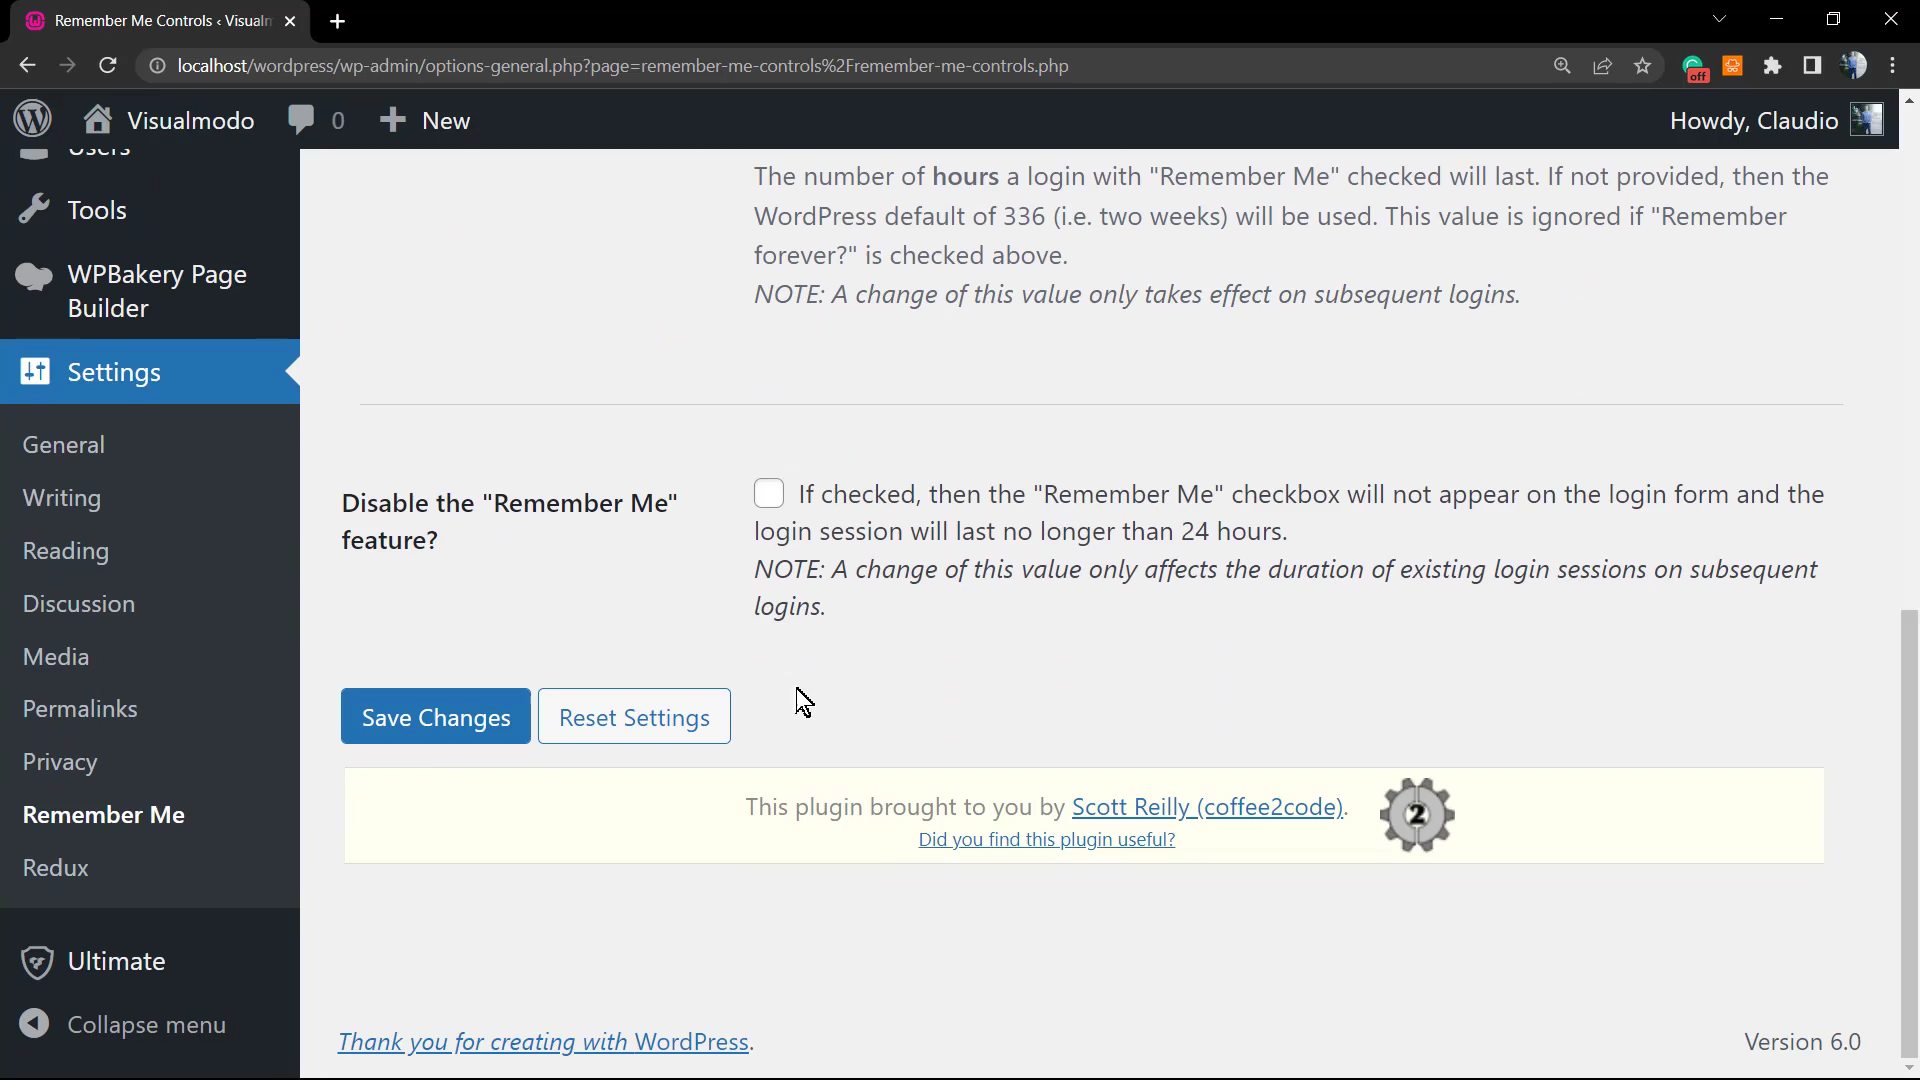 Remember Me Controls ‹ Visualm
localhost/wordpress/wp-admin/options-general.php?page=remember-me-controls%2Fremember-me-controls.php
off
Visualmodo
0
New
Howdy, Claudio
Users
Tools
WPBakery Page
Builder
Settings
General
Writing
Reading
Discussion
Media
Permalinks
Privacy
Remember Me
Redux
Ultimate
Collapse menu
The number of hours a login with "Remember Me" checked will last. If not provided, then the
WordPress default of 336 (i.e. two weeks) will be used. This value is ignored if "Remember
forever?" is checked above.
NOTE: A change of this value only takes effect on subsequent logins.
Disable the "Remember Me"
feature?
If checked, then the "Remember Me" checkbox will not appear on the login form and the
login session will last no longer than 24 hours.
NOTE: A change of this value only affects the duration of existing login sessions on subsequent
logins.
Save Changes
Reset Settings
This plugin brought to you by Scott Reilly (coffee2code).
Did you find this plugin useful?
2
Thank you for creating with WordPress.
Version 6.0